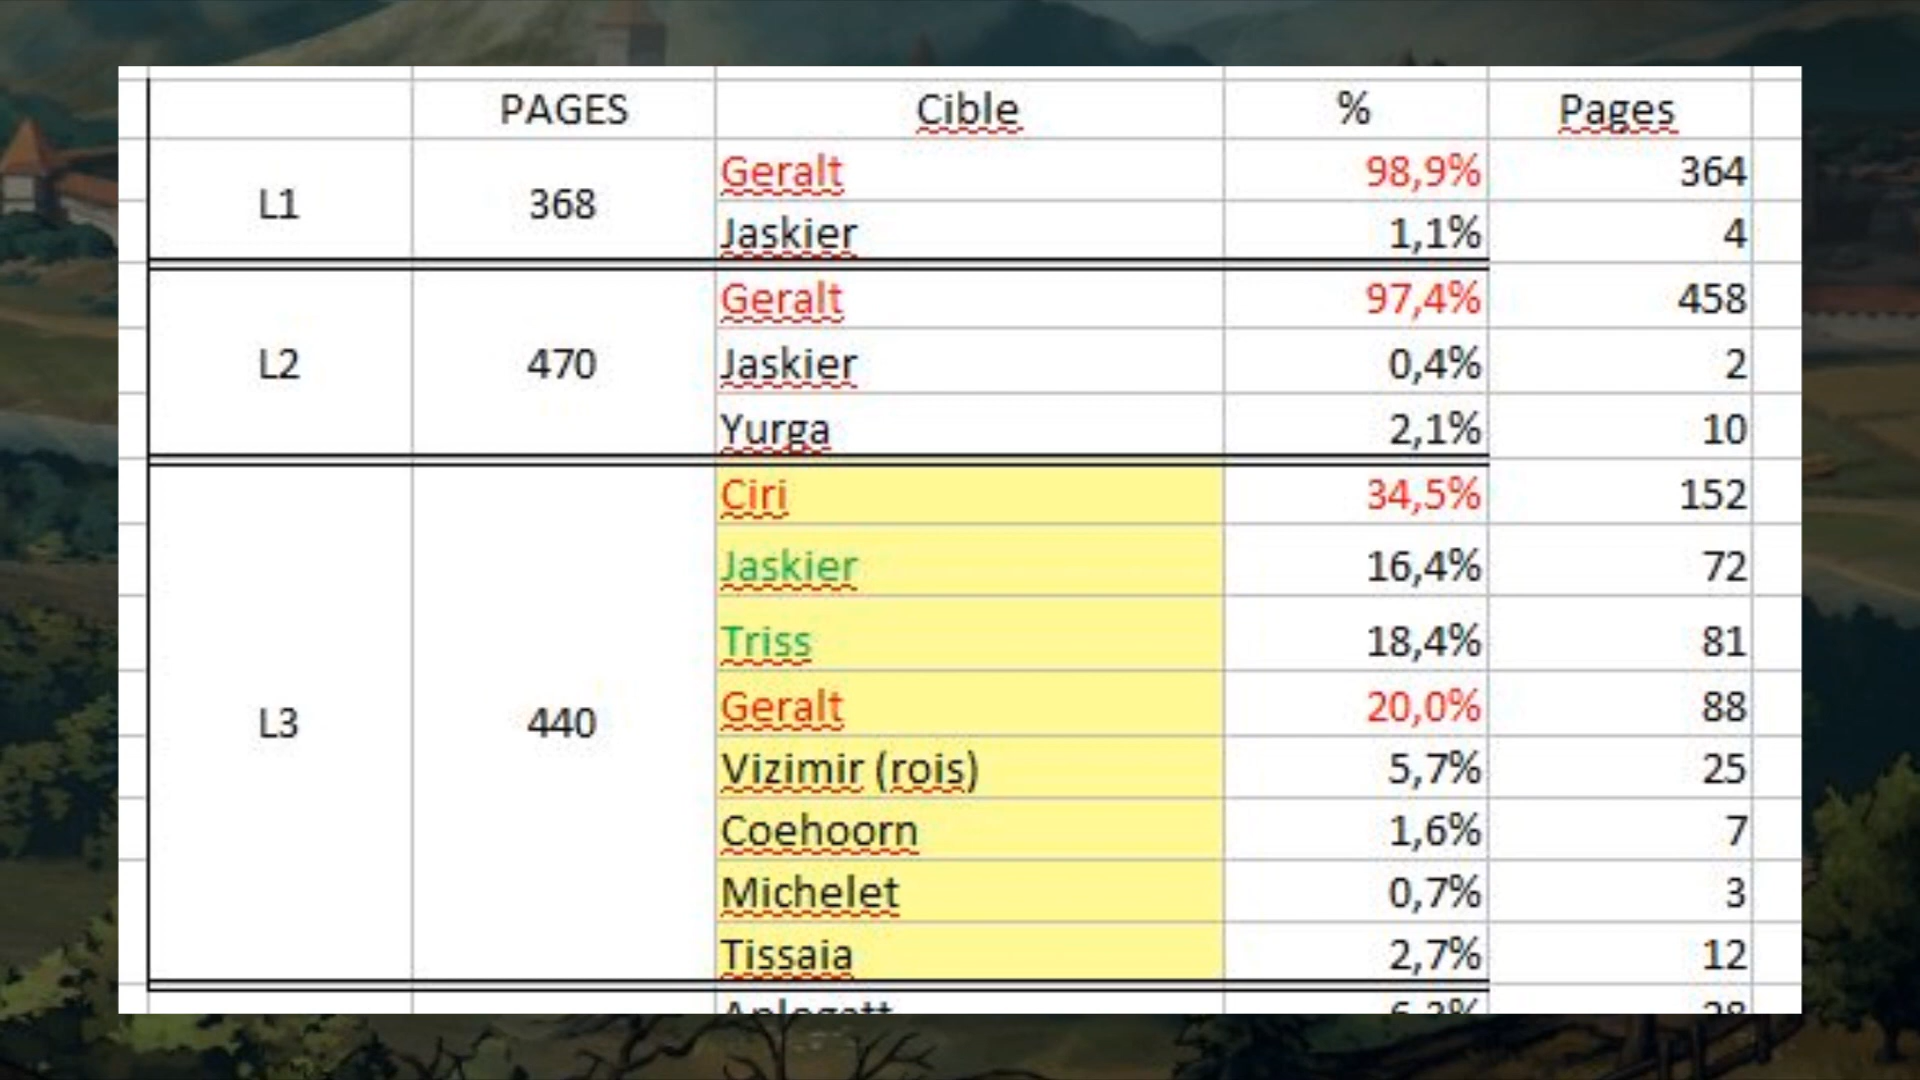 PAGES Cible % Pages
Geralt 98,9% 364
L1 368
Jaskier 1,1% 4
Geralt 97,4% 458
L2 470 Jaskier 0,4% 2
Yurga 2,1% 10
Ciri 34,5% 152
Jaskier 16,4% 72
Triss 18,4% 81
Geralt 20,0% 88
L3 440
Vizimir (rois) 5,7% 25
Coehoorn 1,6% 7
Michelet 0,7% 3
Tissaia 2,7% 12